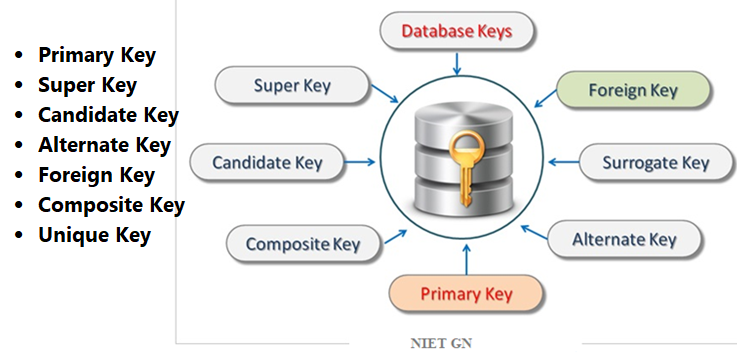 • Primary Key
• Super Key
• Candidate Key
• Alternate Key
• Foreign Key
• Composite Key
• Unique Key
Database Keys
Super Key
Foreign Key
Candidate Key
Surrogate Key
Composite Key
Alternate Key
Primary Key
NIET GN